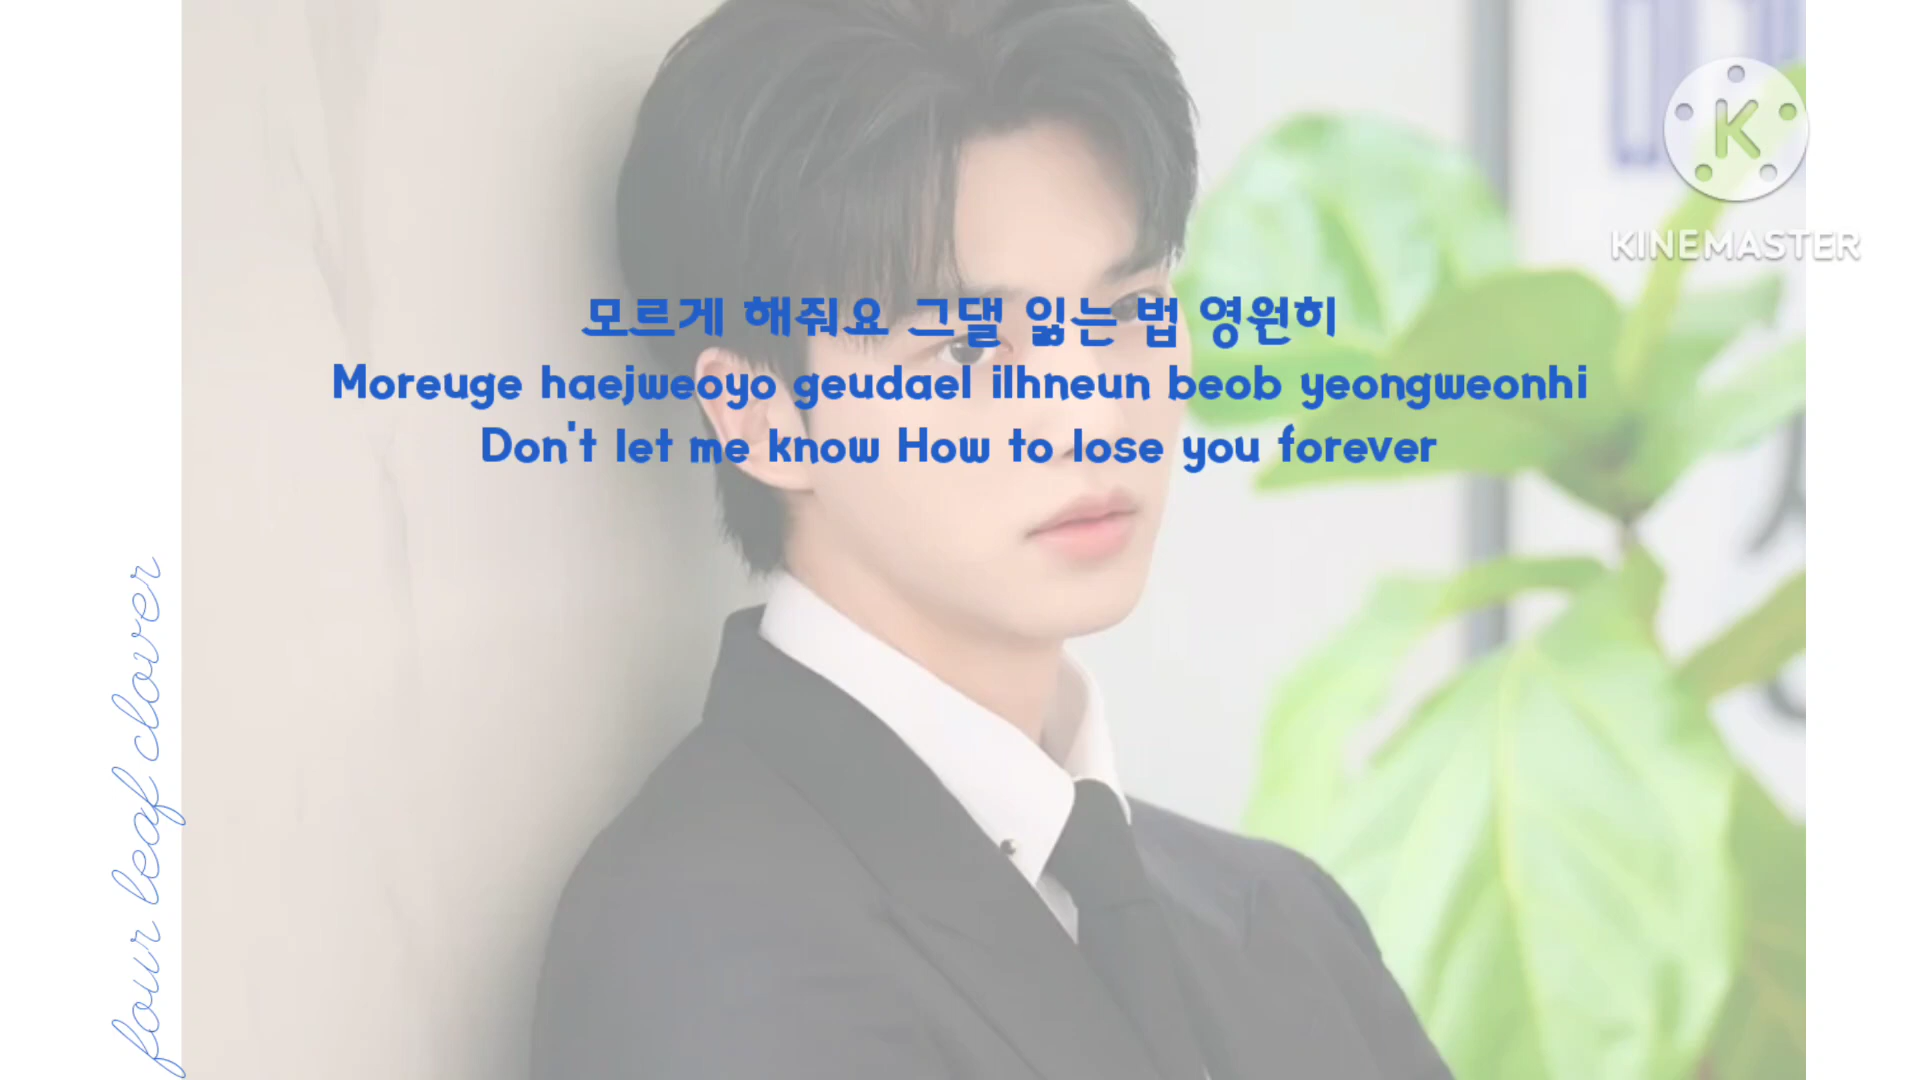 모르게 해줘요 그댈 잃는 법 영원히
Moreuge haejweoyo geudael ilhneun beob yeongweonhi
Don't let me know How to lose you forever
four leaf clover
K
KINEMASTER